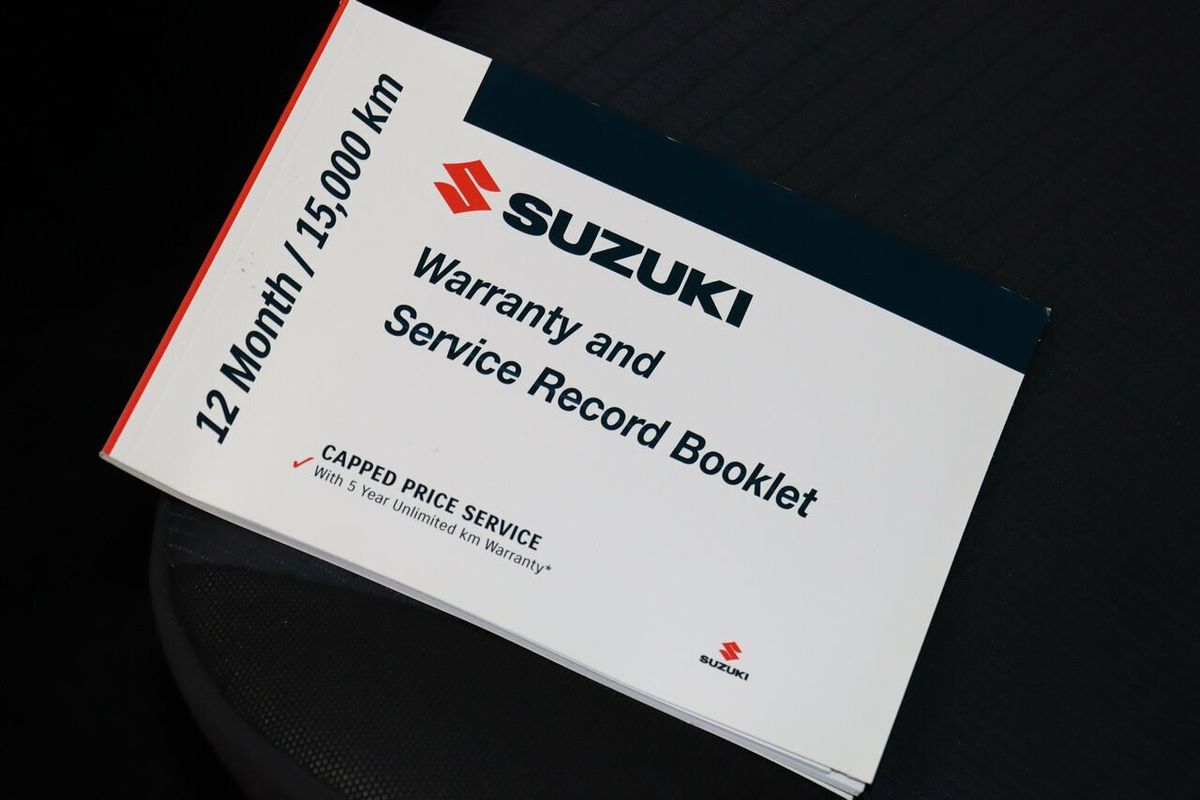 12 Month / 15,000 km
SUZUKI
Warranty and
Service Record Booklet
✓ CAPPED PRICE SERVICE
With 5 Year Unlimited km Warranty*
SUZUKI